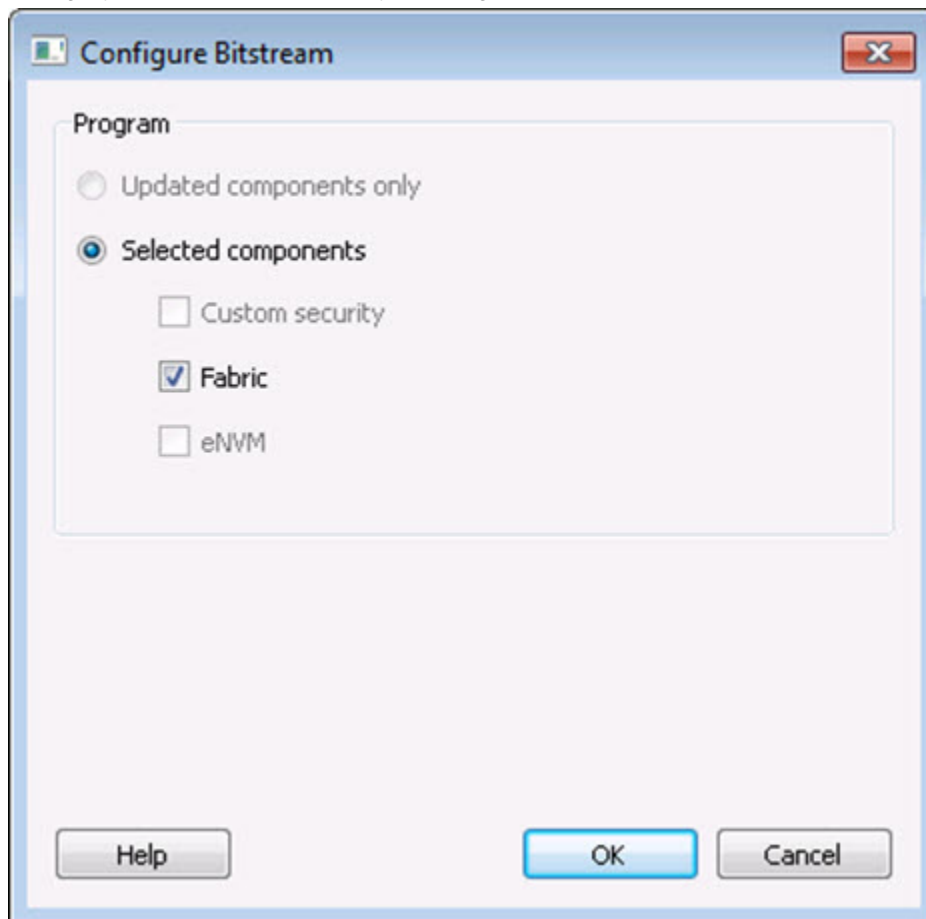 Configure Bitstream
Program
Updated components only
Selected components
Custom security
Fabric
eNVM
Help
OK
Cancel